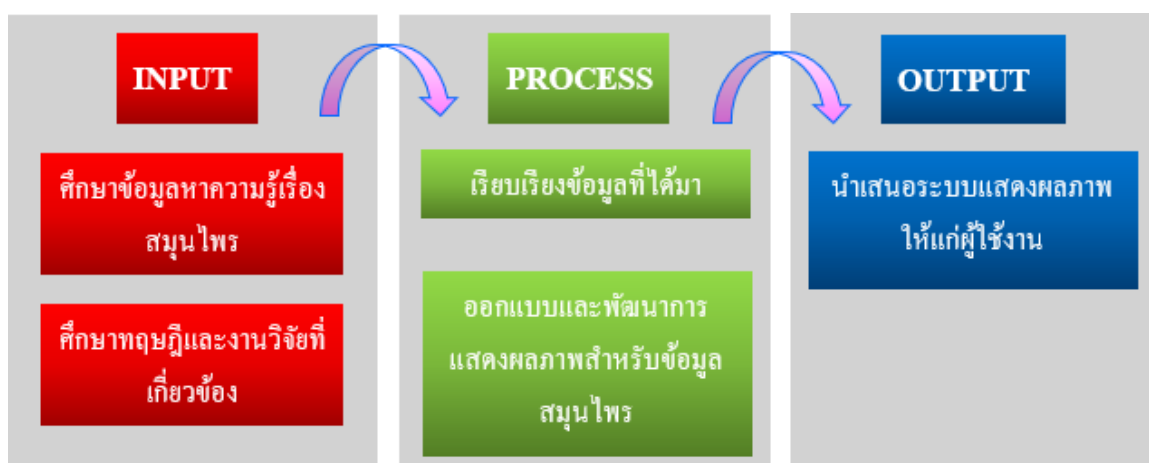 INPUT
ศึกษาข้อมูลหาความรู้เรื่อง
สมุนไพร
ศึกษาทฤษฎีและงานวิจัยที่
เกี่ยวข้อง
PROCESS
เรียบเรียงข้อมูลที่ได้มา
ออกแบบและพัฒนาการ
แสดงผลภาพสำหรับข้อมูล
สมุนไพร
OUTPUT
นำเสนอระบบแสดงผลภาพ
ให้แก่ผู้ใช้งาน